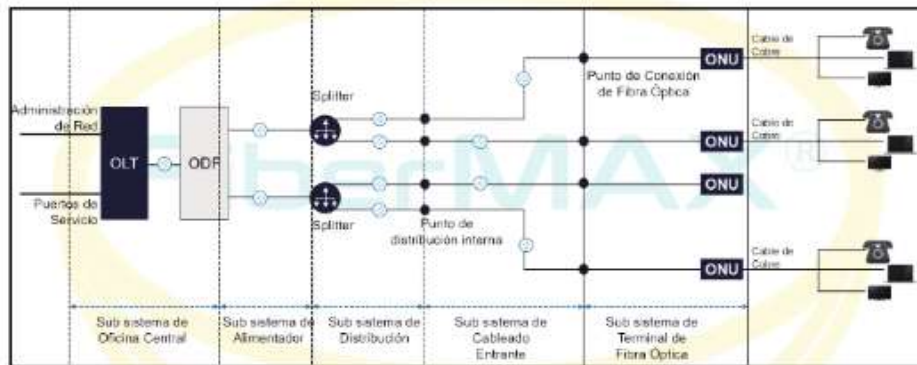 Administración
de Red
OLT
ODF
Puertos de
Servicio
Splitter
Splitter
Punto de
distribución interna
Punto de Conexión
de Fibra Óptica
ONU
ONU
ONU
ONU
Cable de
Cobre
Cable de
Cobre
Cable de
Cobre
FiberMAX®
Sub sistema de
Oficina Central
Sub sistema de
Alimentador
Sub sistema de
Distribución
Sub sistema de
Cableado
Entrante
Sub sistema de
Terminal de
Fibra Óptica